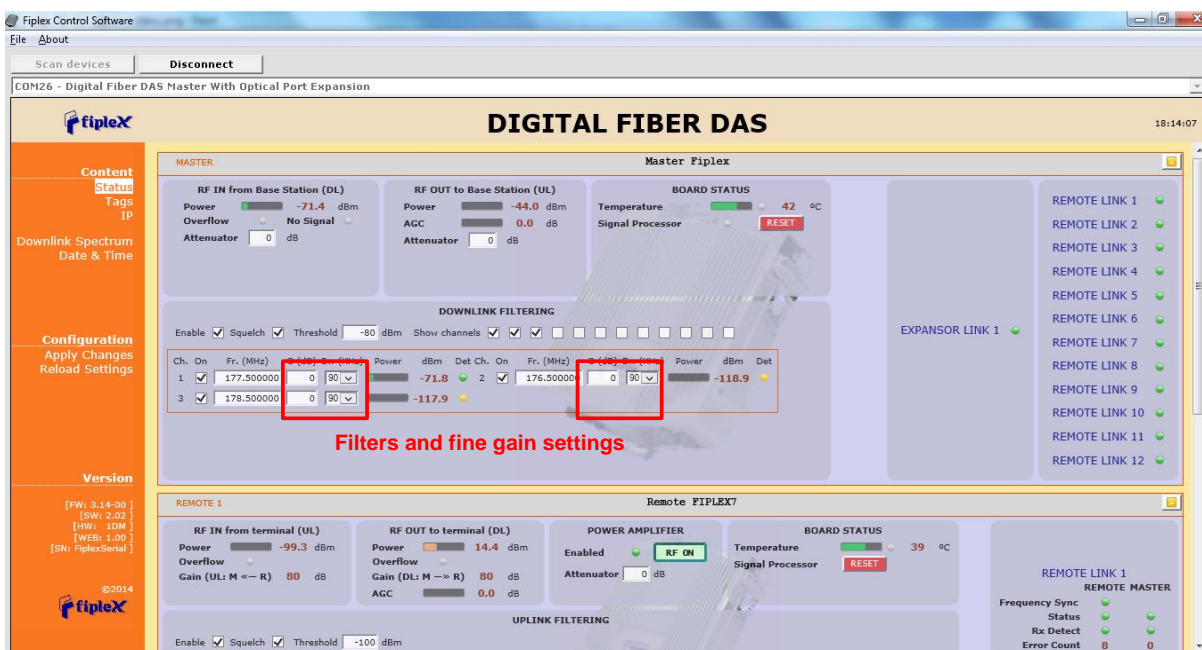 Fiplex Control Software
File About
Scan devices Disconnect
COM26 - Digital Fiber DAS Master With Optical Port Expansion
fipleX
DIGITAL FIBER DAS
18:14:07
Content
Status
Tags
IP
Downlink Spectrum
Date & Time
Configuration
Apply Changes
Reload Settings
Version
[FW: 3.14-00 ]
[SW: 2.02 ]
[HW: 1DM ]
[WEB: 1.00 ]
[SN: FiplexSerial ]
©2014
fipleX
MASTER Master Fiplex
RF IN from Base Station (DL)
Power -71.4 dBm
Overflow No Signal
Attenuator 0 dB
RF OUT to Base Station (UL)
Power -44.0 dBm
AGC 0.0 dB
Attenuator 0 dB
BOARD STATUS
Temperature 42 ºC
Signal Processor RESET
DOWNLINK FILTERING
Enable Squelch Threshold -80 dBm Show channels
Ch. On Fr. (MHz) Power dBm Det Ch. On Fr. (MHz) Power dBm Det
1 177.500000 0 90 -71.8 2 176.500000 0 90 -118.9
3 178.500000 0 90 -117.9
Filters and fine gain settings
EXPANSOR LINK 1
REMOTE LINK 1
REMOTE LINK 2
REMOTE LINK 3
REMOTE LINK 4
REMOTE LINK 5
REMOTE LINK 6
REMOTE LINK 7
REMOTE LINK 8
REMOTE LINK 9
REMOTE LINK 10
REMOTE LINK 11
REMOTE LINK 12
REMOTE 1 Remote FIPLEX7
RF IN from terminal (UL)
Power -99.3 dBm
Overflow
Gain (UL: M «— R) 80 dB
RF OUT to terminal (DL)
Power 14.4 dBm
Overflow
Gain (DL: M —» R) 80 dB
AGC 0.0 dB
POWER AMPLIFIER
Enabled RF ON
Attenuator 0 dB
BOARD STATUS
Temperature 39 ºC
Signal Processor RESET
UPLINK FILTERING
Enable Squelch Threshold -100 dBm
REMOTE LINK 1
REMOTE MASTER
Frequency Sync
Status
Rx Detect
Error Count 8 0